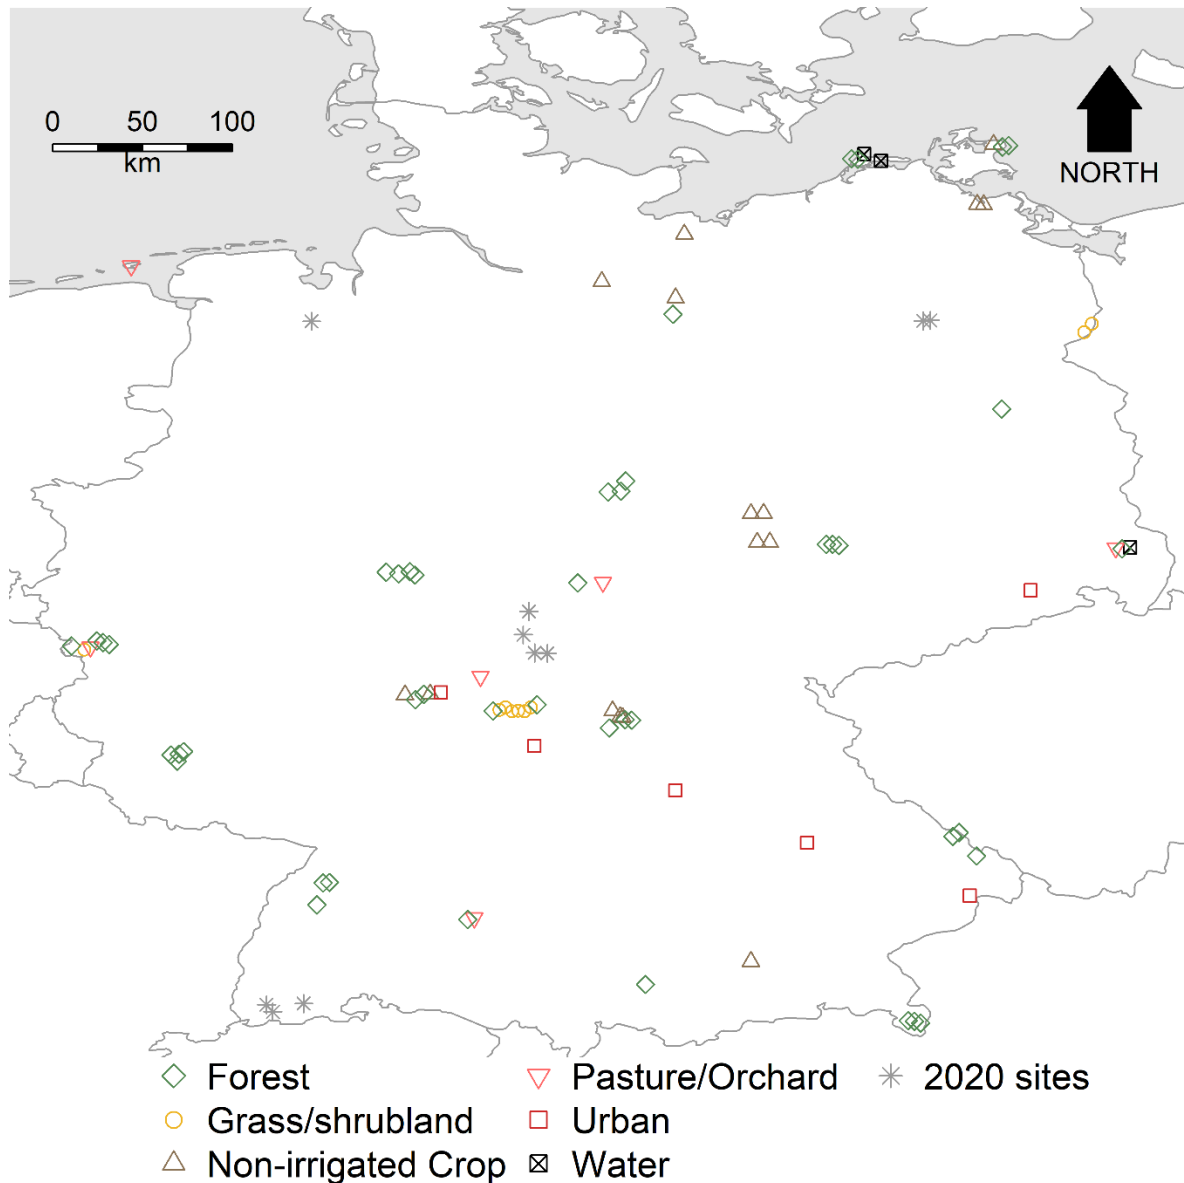 0 50 100
km
NORTH
Forest
Grass/shrubland
Non-irrigated Crop
Pasture/Orchard
Urban
Water
2020 sites